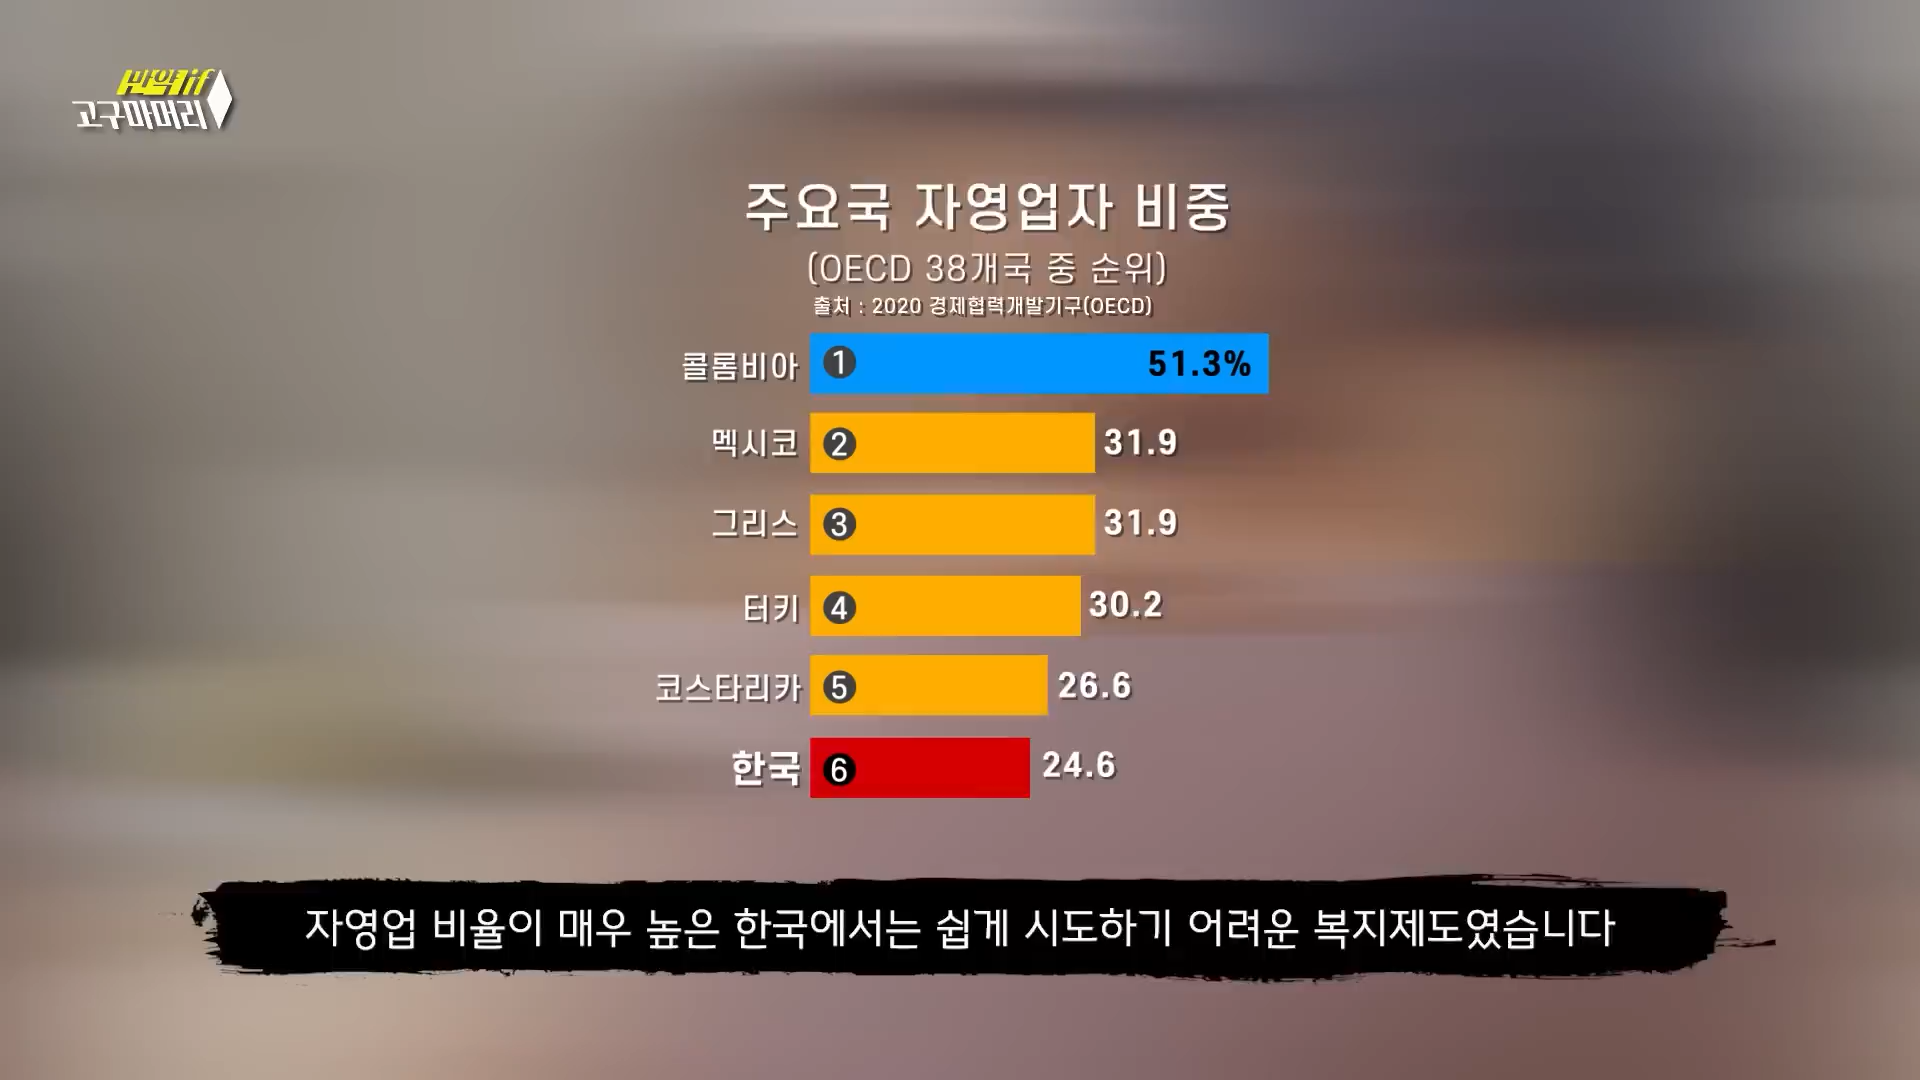 만약if
고구마머리
주요국 자영업자 비중
(OECD 38개국 중 순위)
출처 : 2020 경제협력개발기구(OECD)
콜롬비아 1 51.3%
멕시코 2 31.9
그리스 3 31.9
터키 4 30.2
코스타리카 5 26.6
한국 6 24.6
자영업 비율이 매우 높은 한국에서는 쉽게 시도하기 어려운 복지제도였습니다